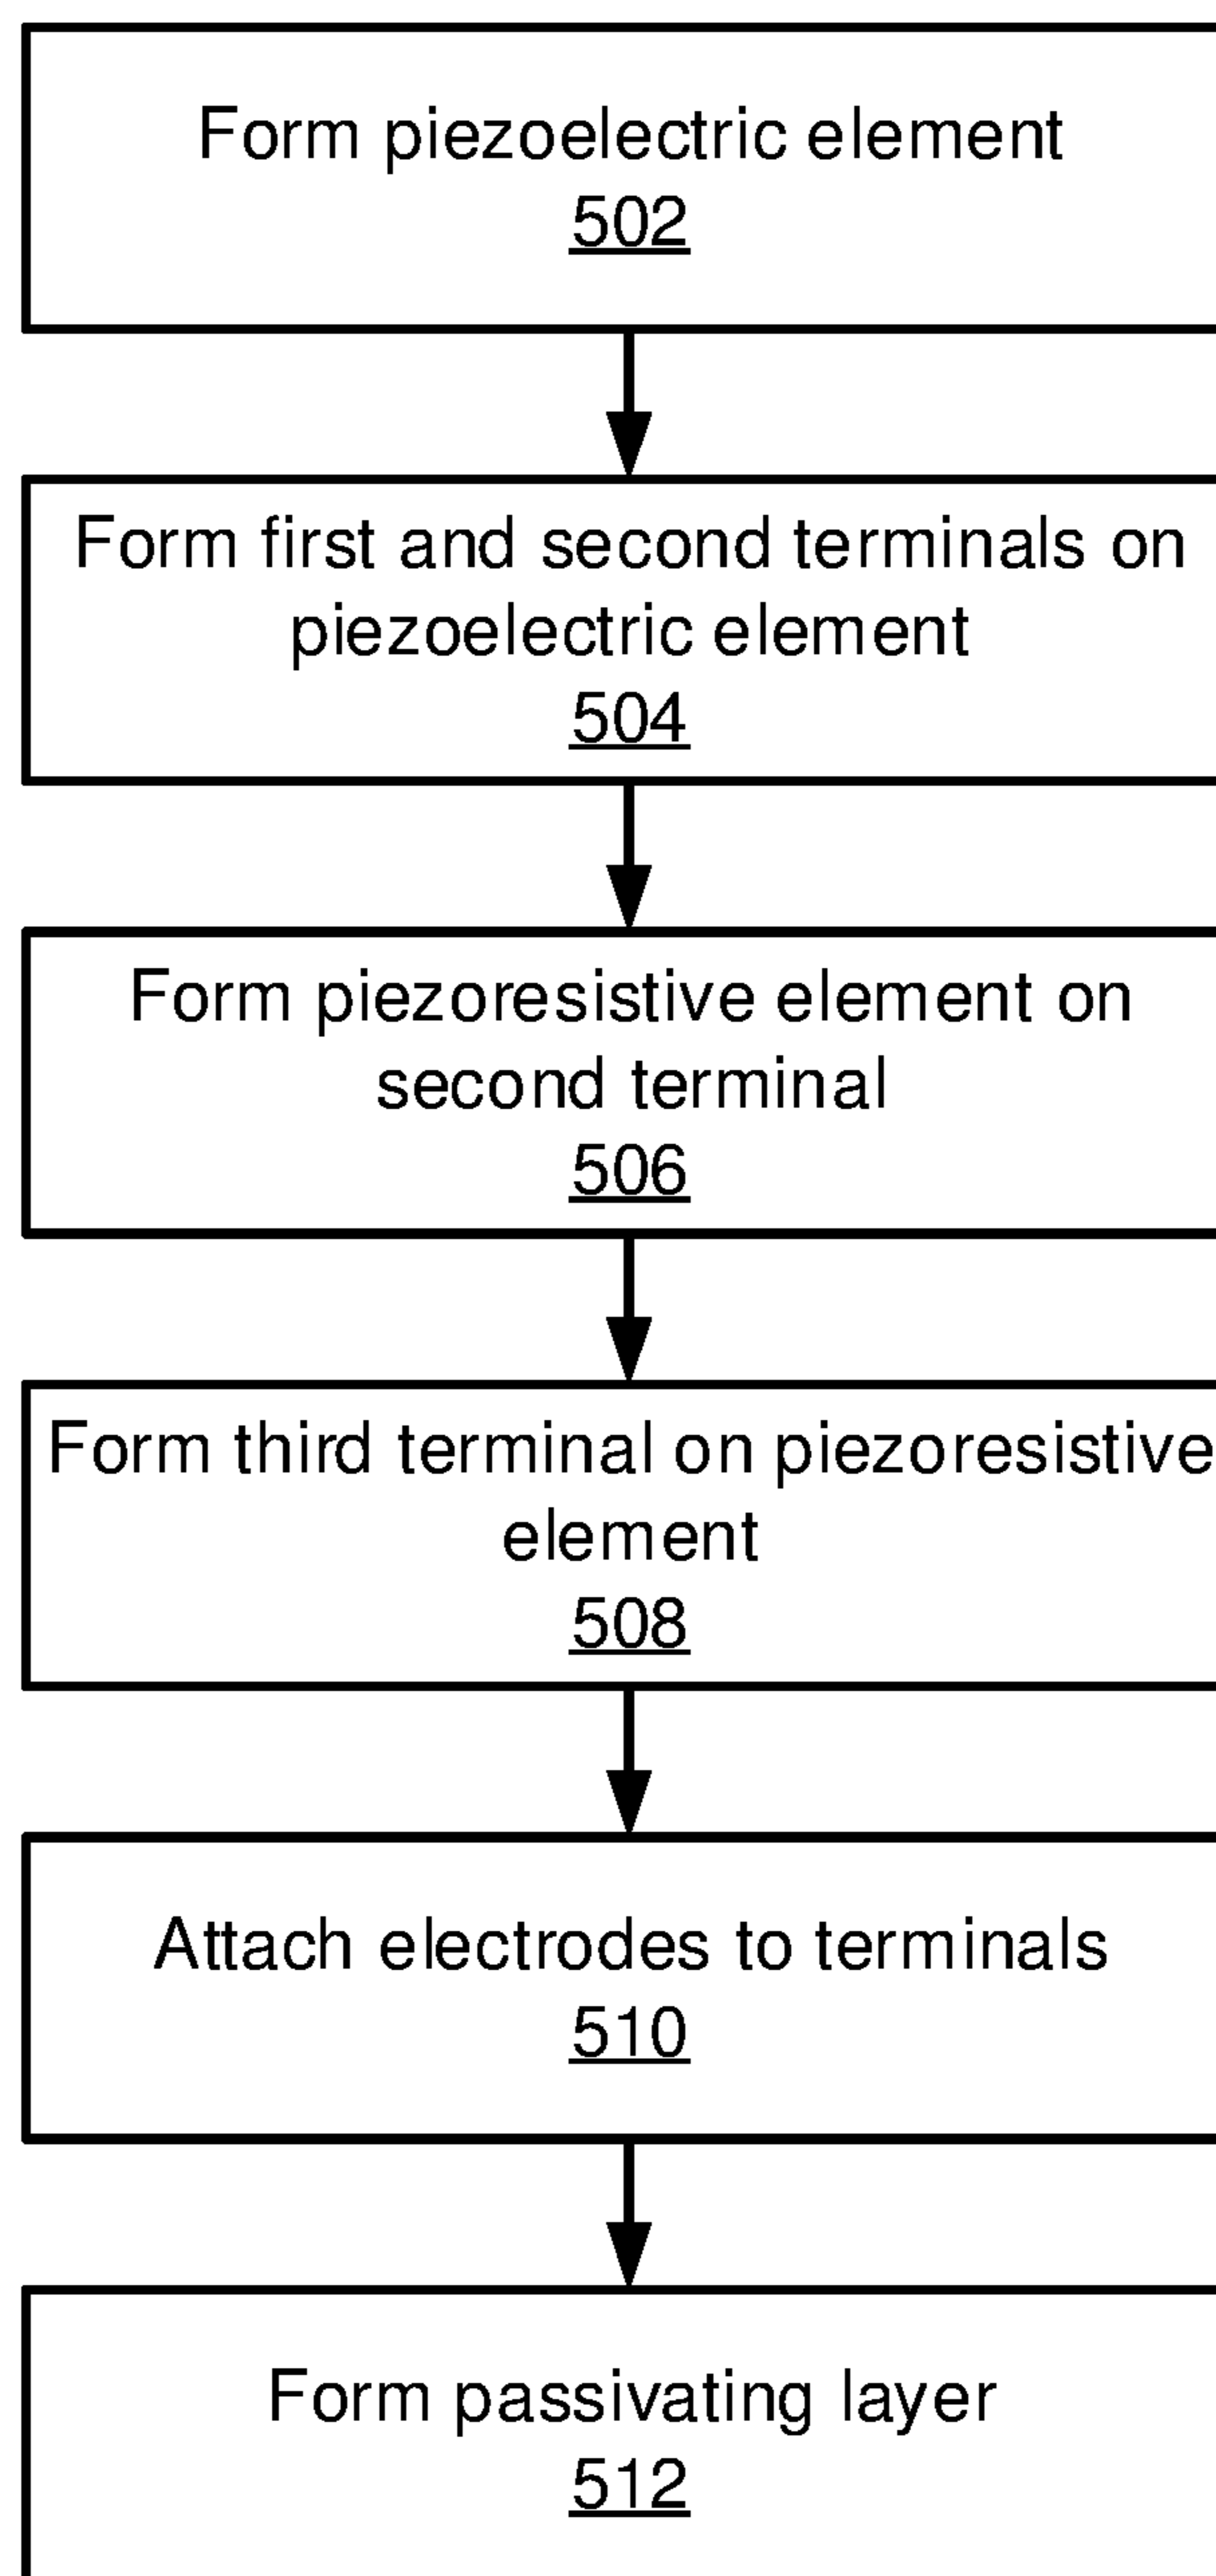 Form piezoelectric element
502
Form first and second terminals on
piezoelectric element
504
Form piezoresistive element on
second terminal
506
Form third terminal on piezoresistive
element
508
Attach electrodes to terminals
510
Form passivating layer
512